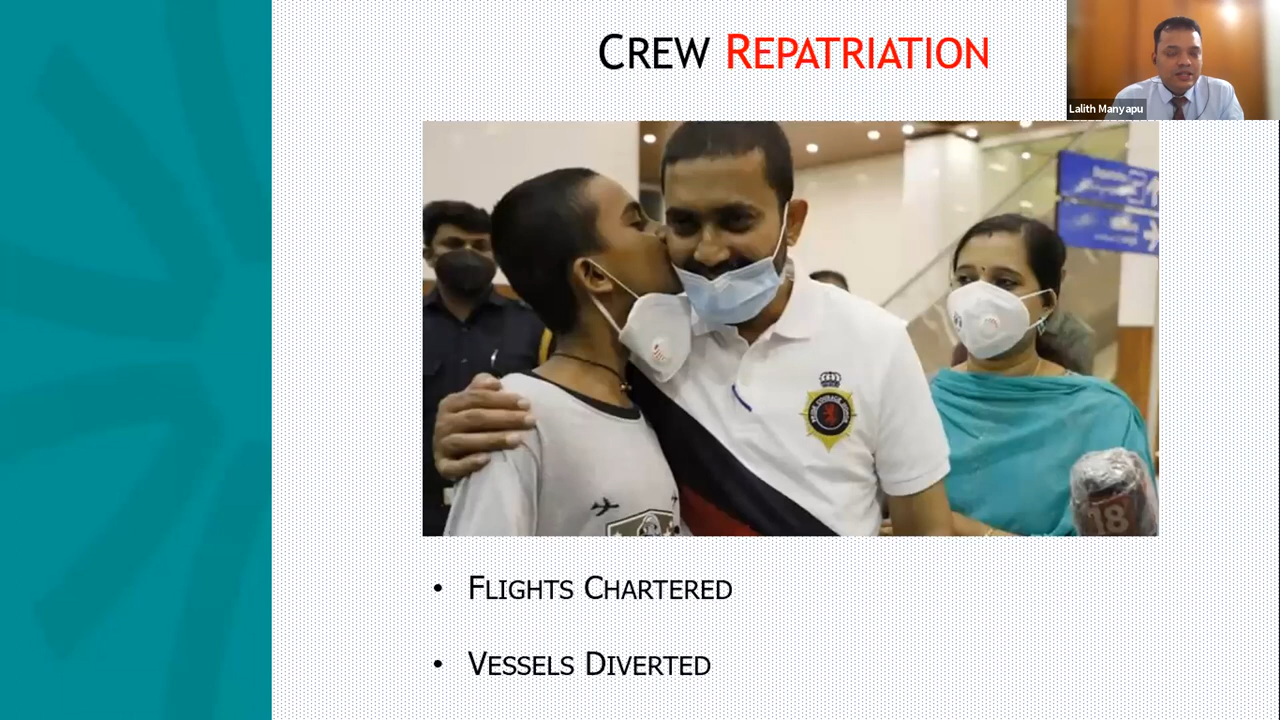 CREW REPATRIATION
Lalith Manyapu
18
• FLIGHTS CHARTERED
• VESSELS DIVERTED